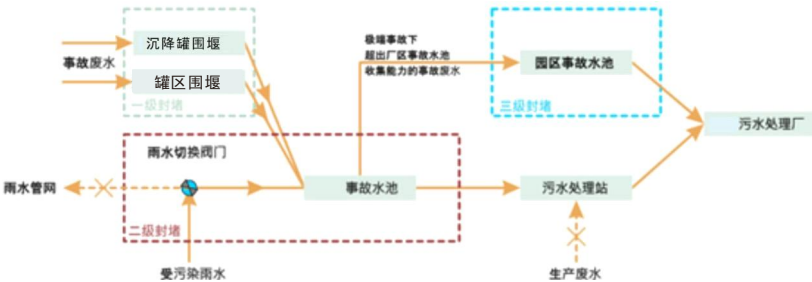 沉降罐围堰
事故废水
罐区围堰
一级封堵
极端事故下
超出厂区事故水池
收集能力的事故废水
园区事故水池
三级封堵
污水处理厂
雨水切换阀门
雨水管网
事故水池
污水处理站
二级封堵
受污染雨水
生产废水